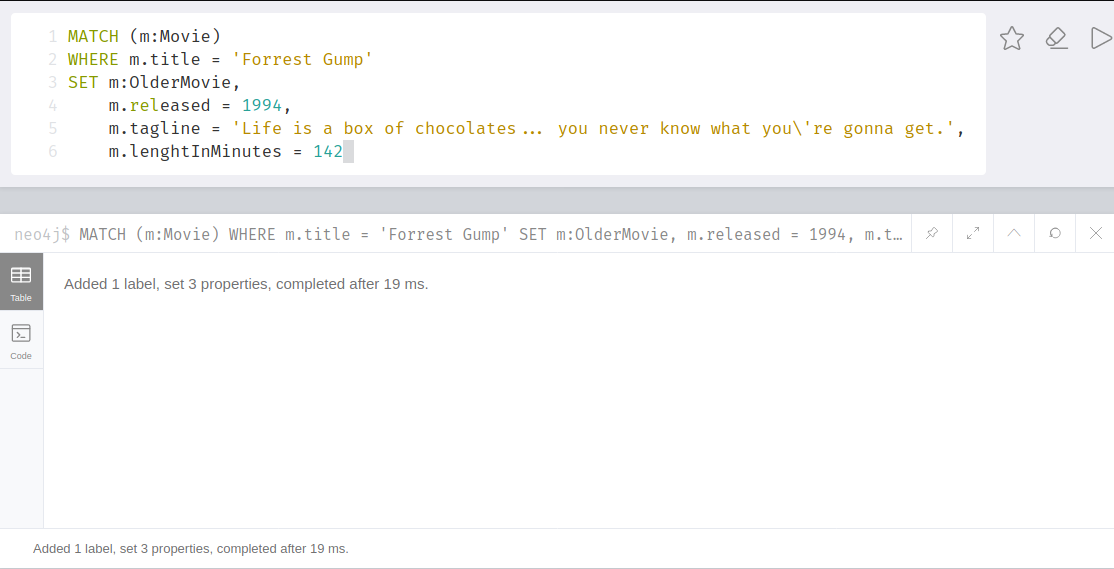 1 MATCH (m:Movie)
2 WHERE m.title = 'Forrest Gump'
3 SET m:OlderMovie,
4 m.released = 1994,
5 m.tagline = 'Life is a box of chocolates... you never know what you\'re gonna get.',
6 m.lenghtInMinutes = 142
neo4j$ MATCH (m:Movie) WHERE m.title = 'Forrest Gump' SET m:OlderMovie, m.released = 1994, m.t…
Table
Added 1 label, set 3 properties, completed after 19 ms.
Code
Added 1 label, set 3 properties, completed after 19 ms.